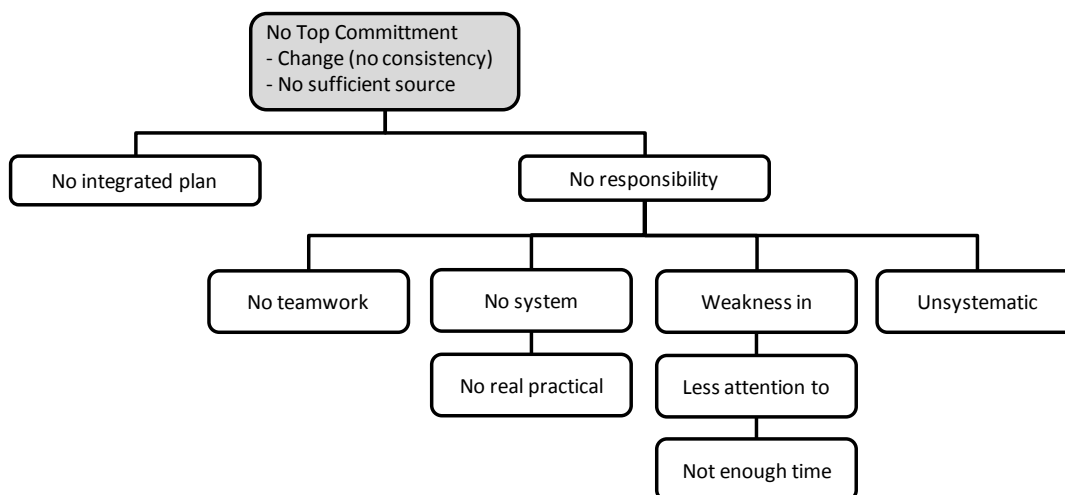 No Top Committment
- Change (no consistency)
- No sufficient source
No integrated plan
No responsibility
No teamwork
No system
Weakness in
Unsystematic
No real practical
Less attention to
Not enough time